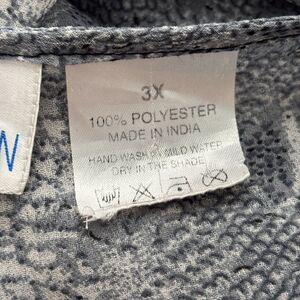 3X
100% POLYESTER
MADE IN INDIA
HAND WASH IN MILD WATER
DRY IN THE SHADE
N